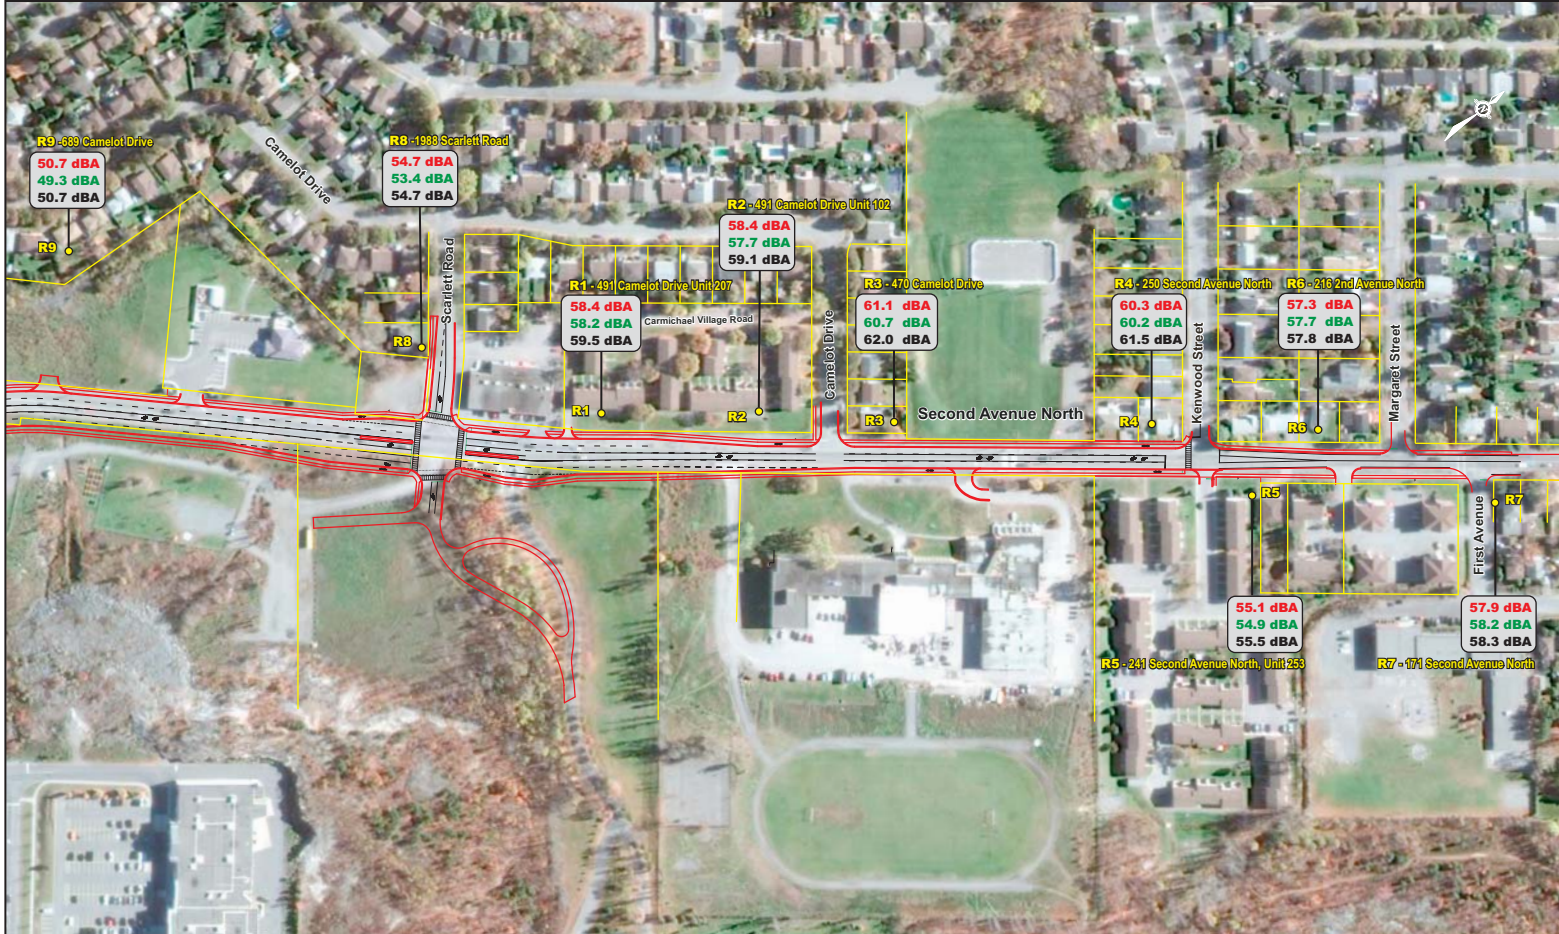 R9 -689 Camelot Drive
50.7 dBA
49.3 dBA
50.7 dBA
R9
Camelot Drive
R8 -1988 Scarlett Road
54.7 dBA
53.4 dBA
54.7 dBA
R8
Scarlett Road
R1 - 491 Camelot Drive Unit 207
58.4 dBA
58.2 dBA
59.5 dBA
R1
Carmichael Village Road
R2 - 491 Camelot Drive Unit 102
58.4 dBA
57.7 dBA
59.1 dBA
R2
Camelot Drive
R3 - 470 Camelot Drive
61.1 dBA
60.7 dBA
62.0 dBA
R3
Second Avenue North
R4 - 250 Second Avenue North
60.3 dBA
60.2 dBA
61.5 dBA
R4
Kenwood Street
R6 - 216 2nd Avenue North
57.3 dBA
57.7 dBA
57.8 dBA
R6
Margaret Street
R5
55.1 dBA
54.9 dBA
55.5 dBA
R5 - 241 Second Avenue North, Unit 253
First Avenue
R7
57.9 dBA
58.2 dBA
58.3 dBA
R7 - 171 Second Avenue North